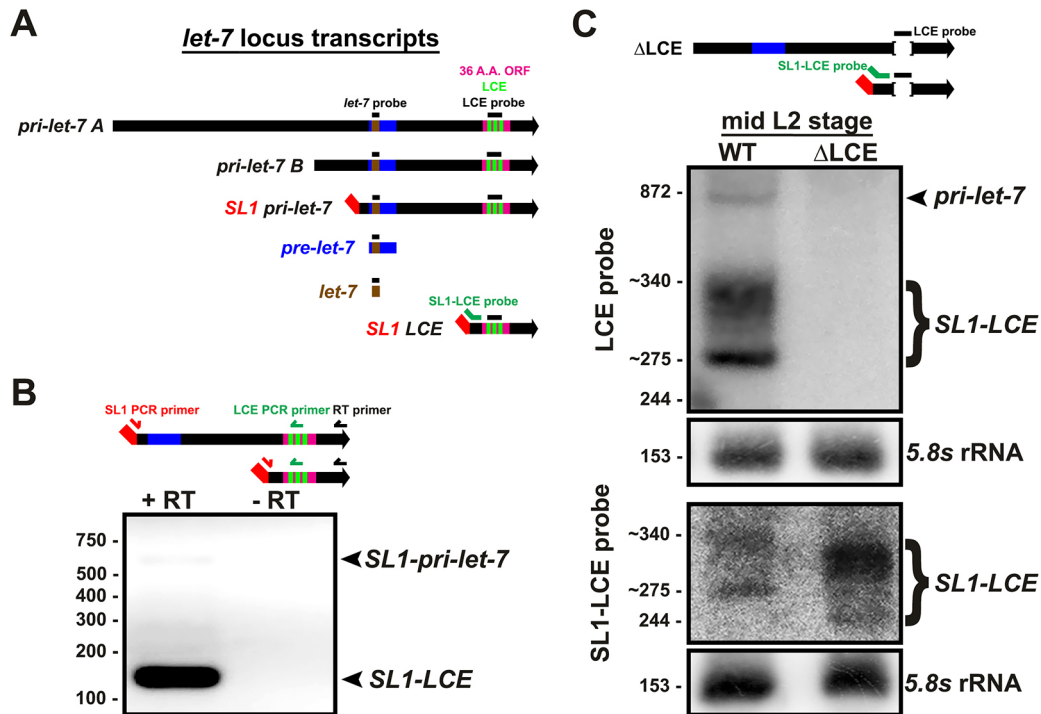 A
let-7 locus transcripts
36 A.A. ORF
LCE
let-7 probe LCE probe
pri-let-7 A
pri-let-7 B
SL1 pri-let-7
pre-let-7
let-7
SL1-LCE probe
SL1 LCE
B
SL1 PCR primer LCE PCR primer RT primer
+ RT - RT
750 -
500 -
400 -
300 -
200 -
100 -
SL1-pri-let-7
SL1-LCE
C
LCE probe
ΔLCE
SL1-LCE probe
mid L2 stage
WT ΔLCE
LCE probe
872 -
~340 -
~275 -
244 -
pri-let-7
SL1-LCE
153 -
5.8s rRNA
SL1-LCE probe
~340 -
~275 -
244 -
SL1-LCE
153 -
5.8s rRNA